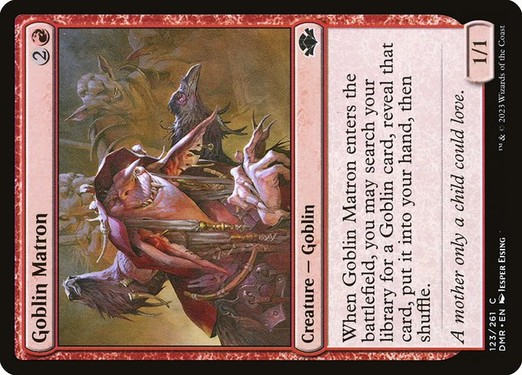 Goblin Matron 2
Creature — Goblin
When Goblin Matron enters the
battlefield, you may search your
library for a Goblin card, reveal that
card, put it into your hand, then
shuffle.
A mother only a child could love.
1/1
123/261 C
DMR • EN Jesper Ejsing
™ & © 2023 Wizards of the Coast